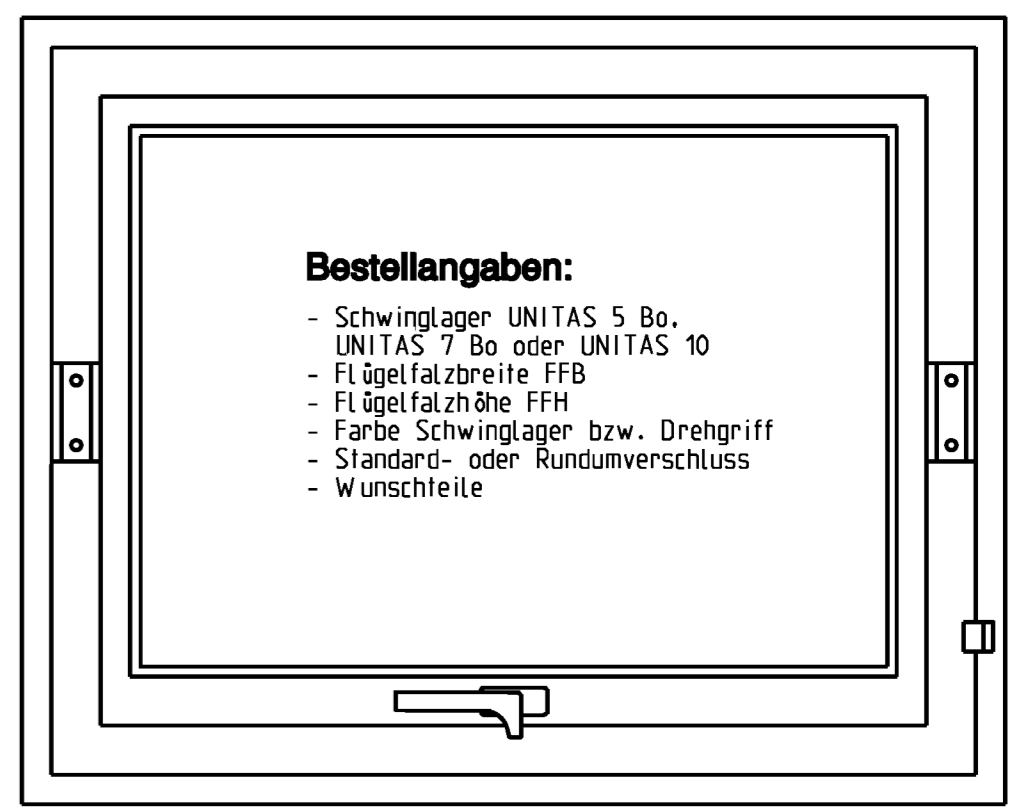 Bestellangaben:
- Schwinglager UNITAS 5 Bo,
UNITAS 7 Bo oder UNITAS 10
- Flügelfalzbreite FFB
- Flügelfalzhöhe FFH
- Farbe Schwinglager bzw. Drehgriff
- Standard- oder Rundumverschluss
- Wunschteile